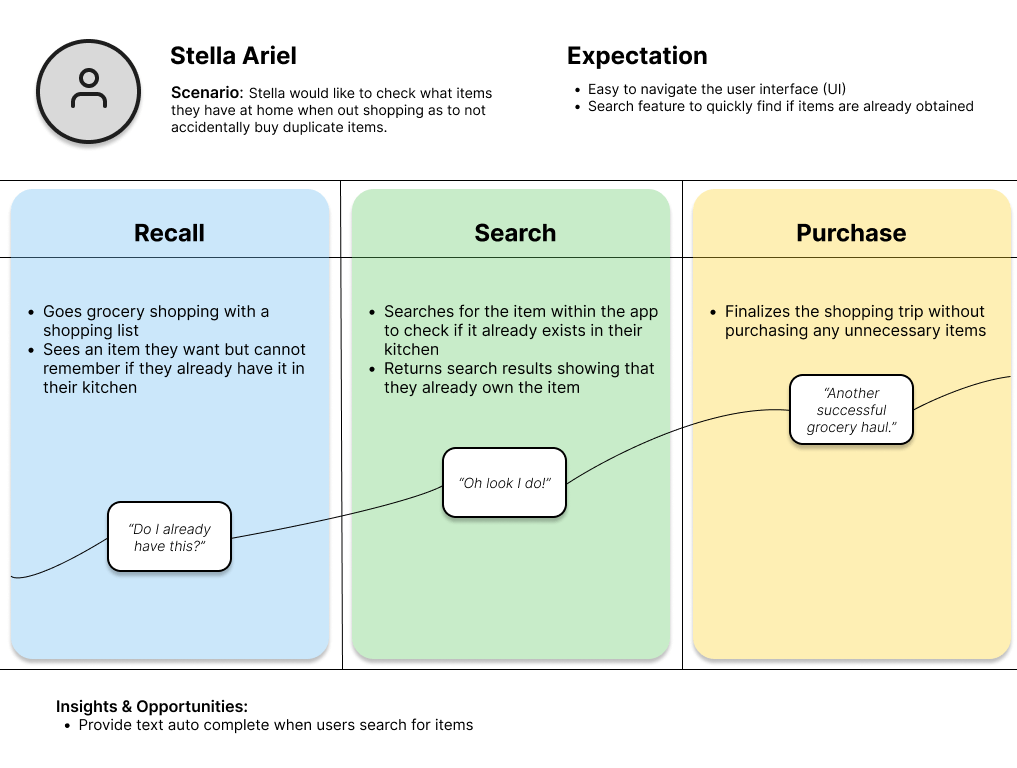 Stella Ariel
Scenario: Stella would like to check what items
they have at home when out shopping as to not
accidentally buy duplicate items.
Expectation
• Easy to navigate the user interface (UI)
• Search feature to quickly find if items are already obtained
Recall
• Goes grocery shopping with a
shopping list
• Sees an item they want but cannot
remember if they already have it in
their kitchen
“Do I already
have this?”
Search
• Searches for the item within the app
to check if it already exists in their
kitchen
• Returns search results showing that
they already own the item
“Oh look I do!“
Purchase
• Finalizes the shopping trip without
purchasing any unnecessary items
“Another
successful
grocery haul.”
Insights & Opportunities:
• Provide text auto complete when users search for items